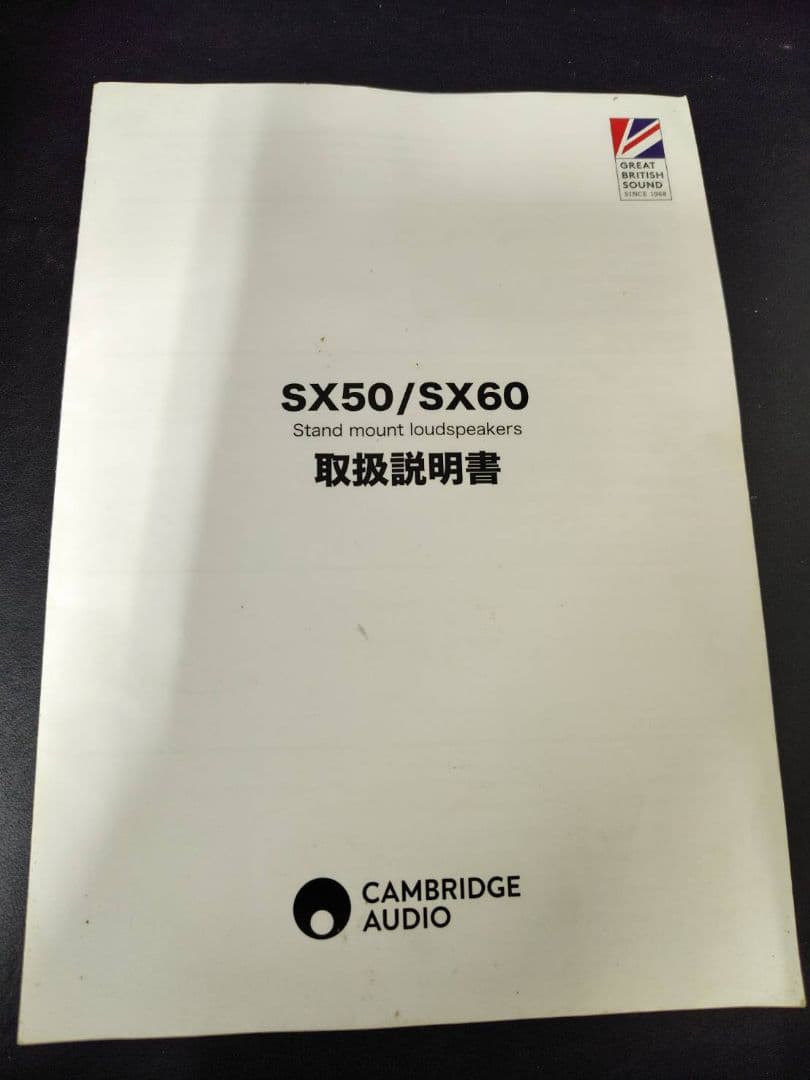 GREAT
BRITISH
SOUND
SINCE 1968
SX50/SX60
Stand mount loudspeakers
取扱説明書
CAMBRIDGE
AUDIO